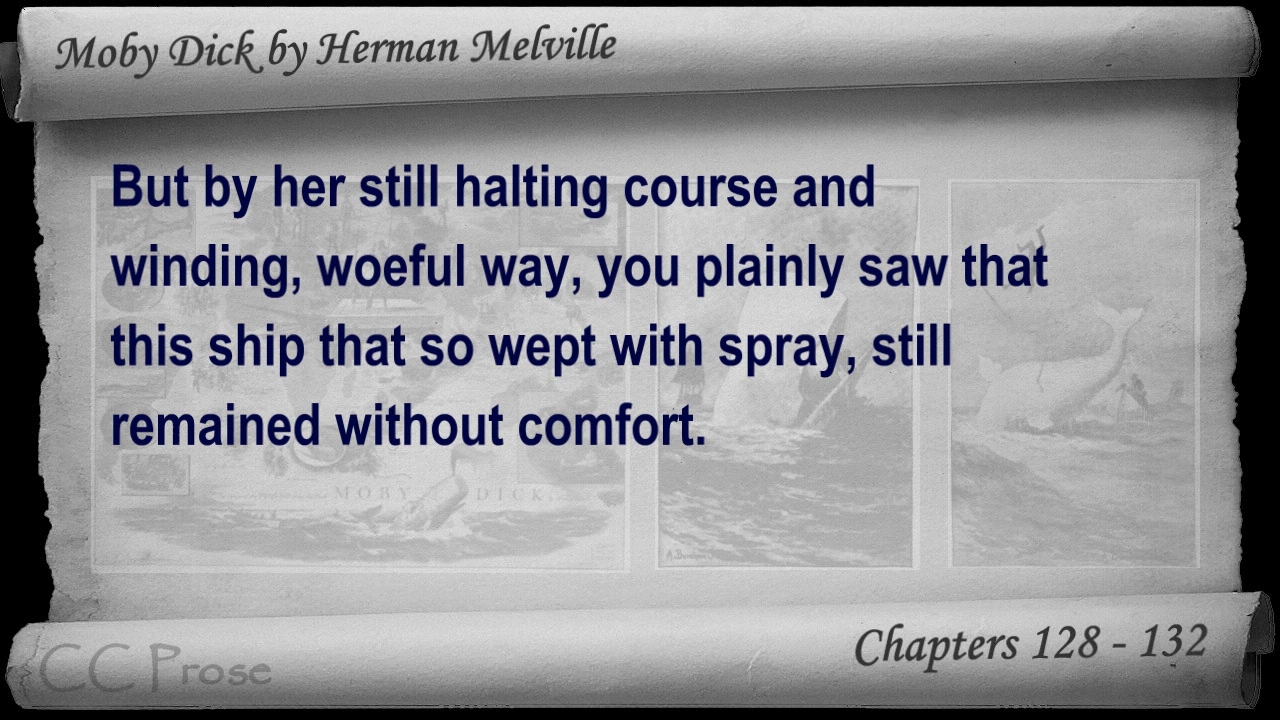 Moby Dick by Herman Melville
But by her still halting course and
winding, woeful way, you plainly saw that
this ship that so wept with spray, still
remained without comfort.
MOBY DICK
Chapters 128 - 132
CC Prose